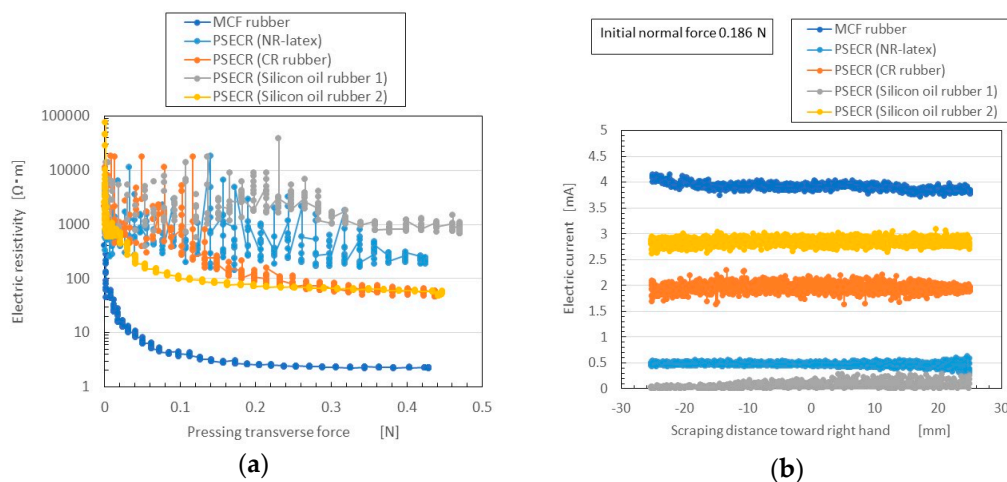 MCF rubber
PSECR (NR-latex)
PSECR (CR rubber)
PSECR (Silicon oil rubber 1)
PSECR (Silicon oil rubber 2)
100000
10000
1000
100
10
1
Electric resistivity [Ω・m]
0
0.1
0.2
0.3
0.4
0.5
Pressing transverse force [N]
(a)
Initial normal force 0.186 N
MCF rubber
PSECR (NR-latex)
PSECR (CR rubber)
PSECR (Silicon oil rubber 1)
PSECR (Silicon oil rubber 2)
5
4.5
4
3.5
3
2.5
2
1.5
1
0.5
0
Electric current [mA]
-30
-20
-10
0
10
20
30
Scraping distance toward right hand [mm]
(b)